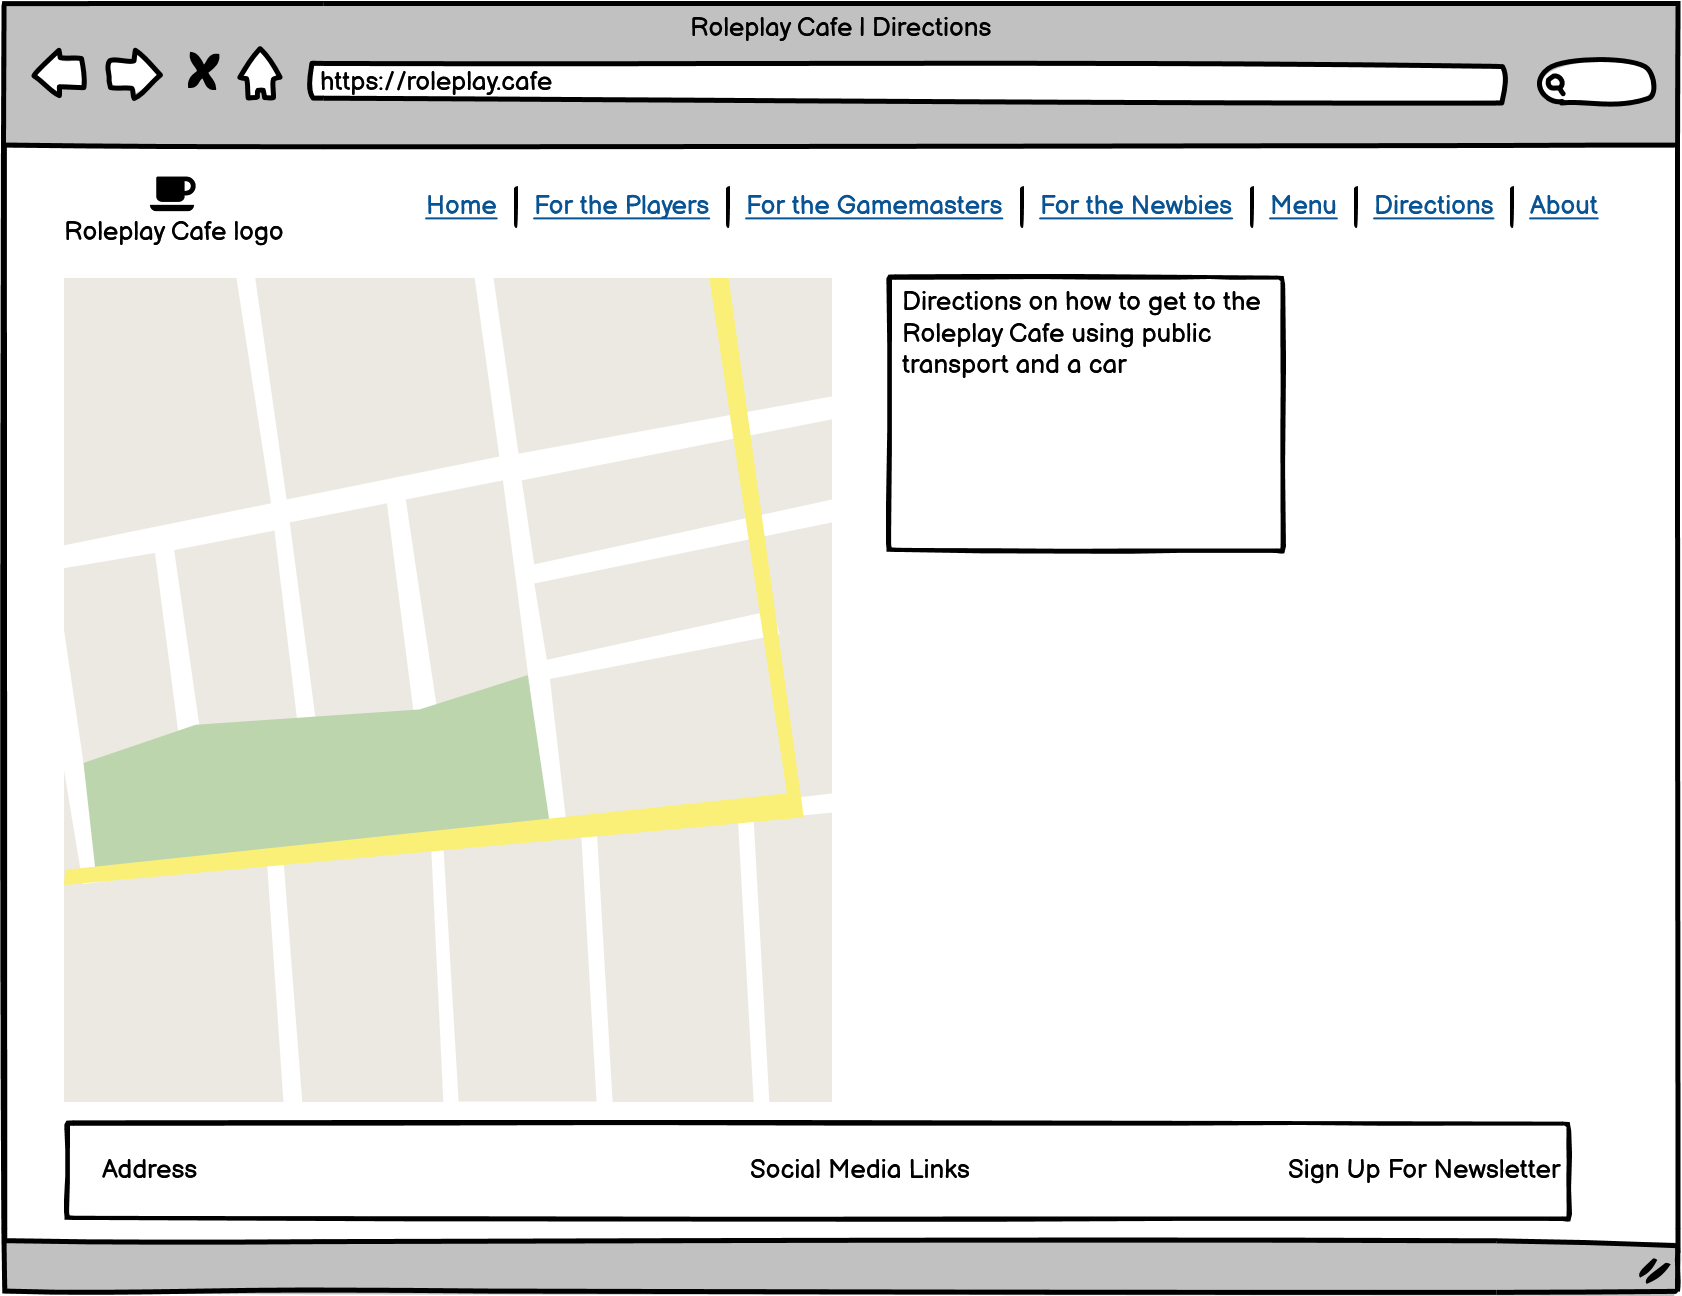 Roleplay Cafe | Directions
https://roleplay.cafe
Roleplay Cafe logo
Home | For the Players | For the Gamemasters | For the Newbies | Menu | Directions | About
Directions on how to get to the
Roleplay Cafe using public
transport and a car
Address
Social Media Links
Sign Up For Newsletter